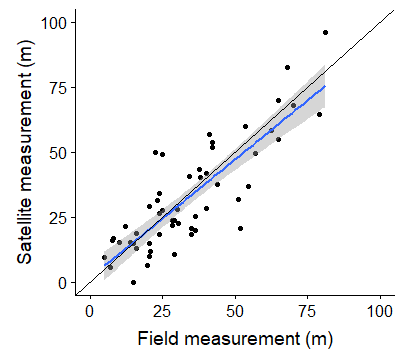 100
75
50
25
0
Satellite measurement (m)
0 25 50 75 100
Field measurement (m)